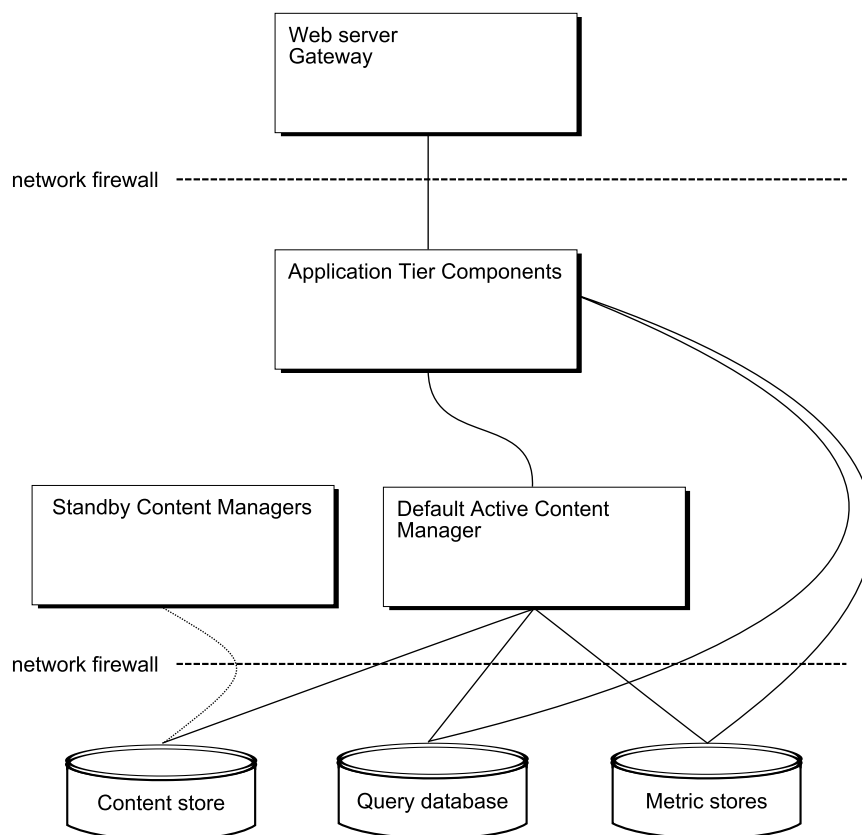 Web server
Gateway
network firewall
Application Tier Components
Standby Content Managers
Default Active Content
Manager
network firewall
Content store
Query database
Metric stores